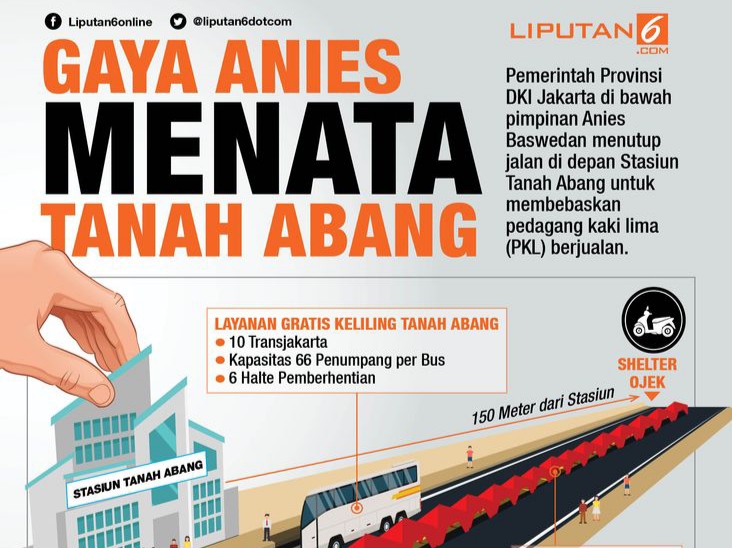 Liputan6online @liputan6dotcom
LIPUTAN 6
.COM
GAYA ANIES
MENATA
TANAH ABANG
Pemerintah Provinsi
DKI Jakarta di bawah
pimpinan Anies
Baswedan menutup
jalan di depan Stasiun
Tanah Abang untuk
membebaskan
pedagang kaki lima
(PKL) berjualan.
LAYANAN GRATIS KELILING TANAH ABANG
• 10 Transjakarta
• Kapasitas 66 Penumpang per Bus
• 6 Halte Pemberhentian
SHELTER
OJEK
150 Meter dari Stasiun
STASIUN TANAH ABANG